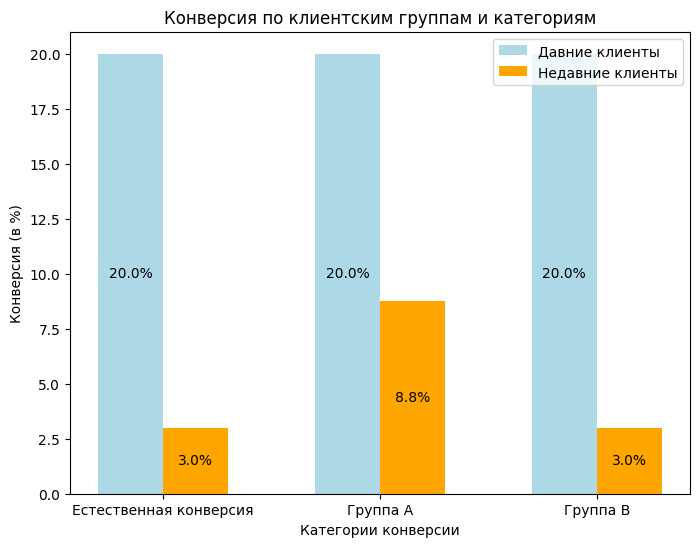 Конверсия по клиентским группам и категориям
Давние клиенты
Недавние клиенты
Конверсия (в %)
20.0
17.5
15.0
12.5
10.0
7.5
5.0
2.5
0.0
20.0%
3.0%
20.0%
8.8%
20.0%
3.0%
Естественная конверсия
Группа A
Группа B
Категории конверсии